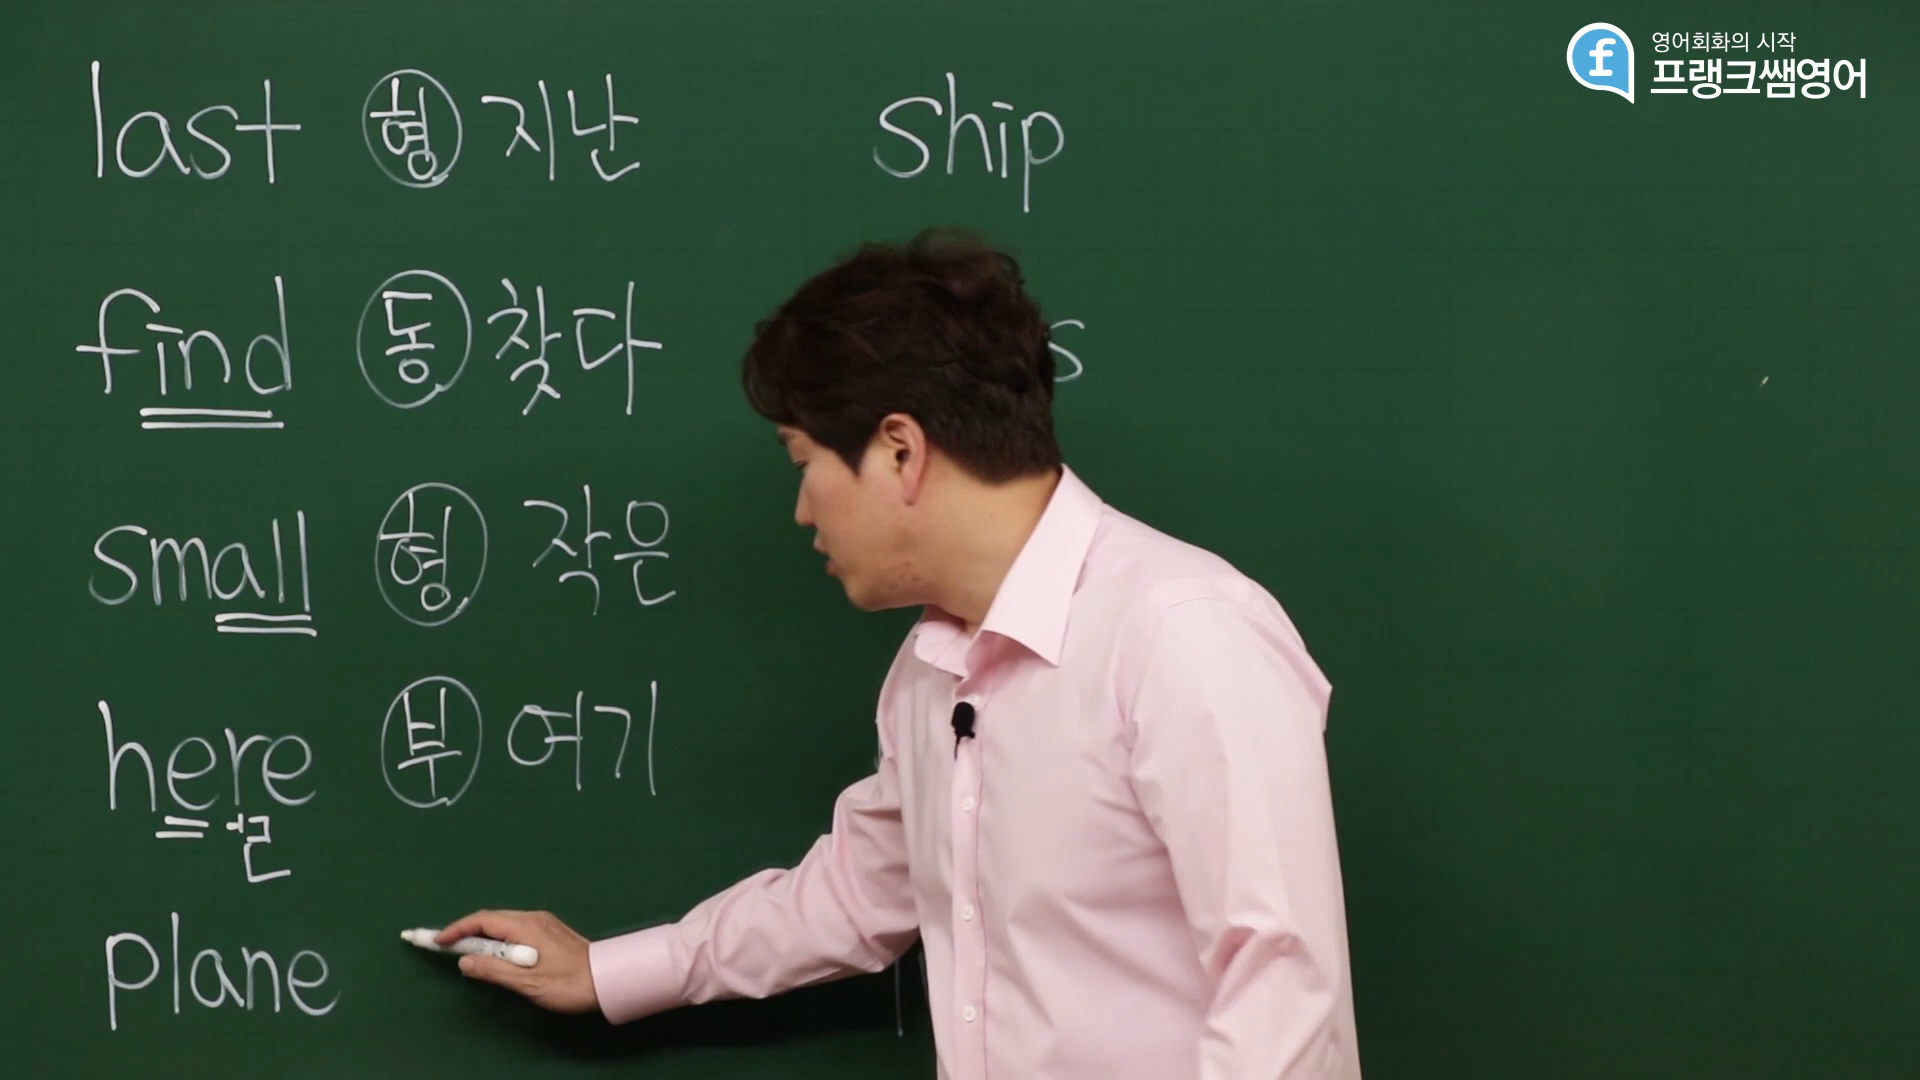 영어회화의 시작
프랭크쌤영어
last 형 지난
find 동 찾다
small 형 작은
here 부 여기
plane
ship
s